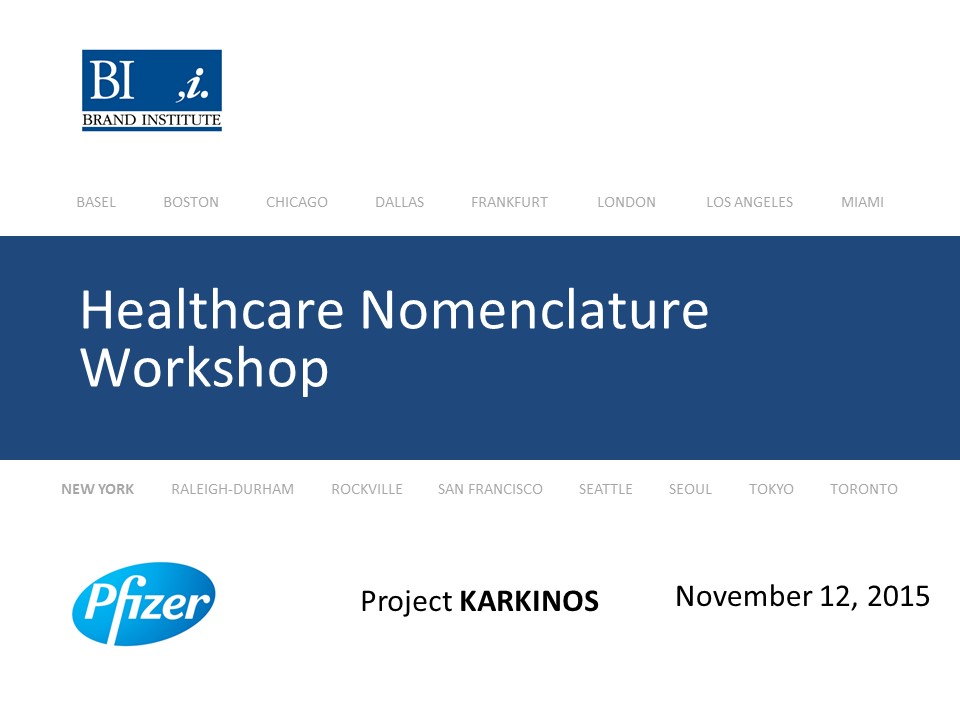 BI ,i.
BRAND INSTITUTE
BASEL BOSTON CHICAGO DALLAS FRANKFURT LONDON LOS ANGELES MIAMI
Healthcare Nomenclature
Workshop
NEW YORK RALEIGH-DURHAM ROCKVILLE SAN FRANCISCO SEATTLE SEOUL TOKYO TORONTO
Pfizer
Project KARKINOS
November 12, 2015